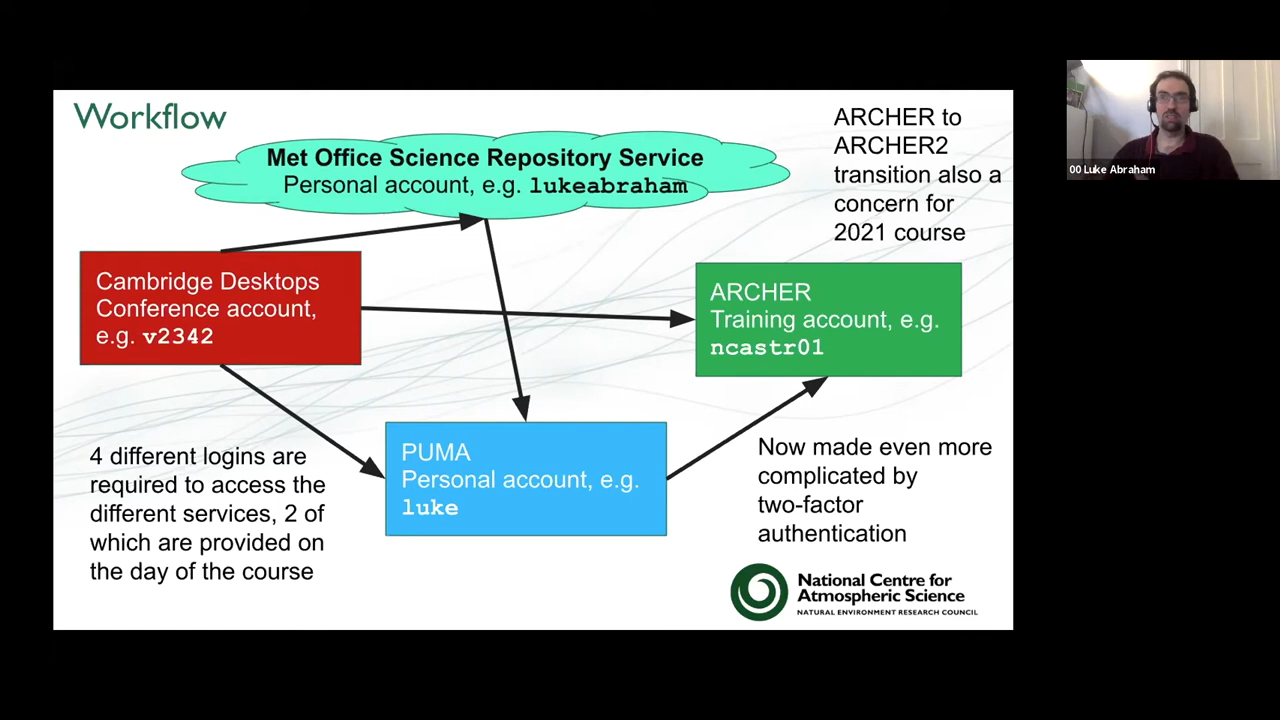 Workflow
Met Office Science Repository Service
Personal account, e.g. lukeabraham
ARCHER to
ARCHER2
transition also a
concern for
2021 course
00 Luke Abraham
Cambridge Desktops
Conference account,
e.g. v2342
ARCHER
Training account, e.g.
ncastr01
PUMA
Personal account, e.g.
luke
4 different logins are
required to access the
different services, 2 of
which are provided on
the day of the course
Now made even more
complicated by
two-factor
authentication
National Centre for
Atmospheric Science
NATURAL ENVIRONMENT RESEARCH COUNCIL